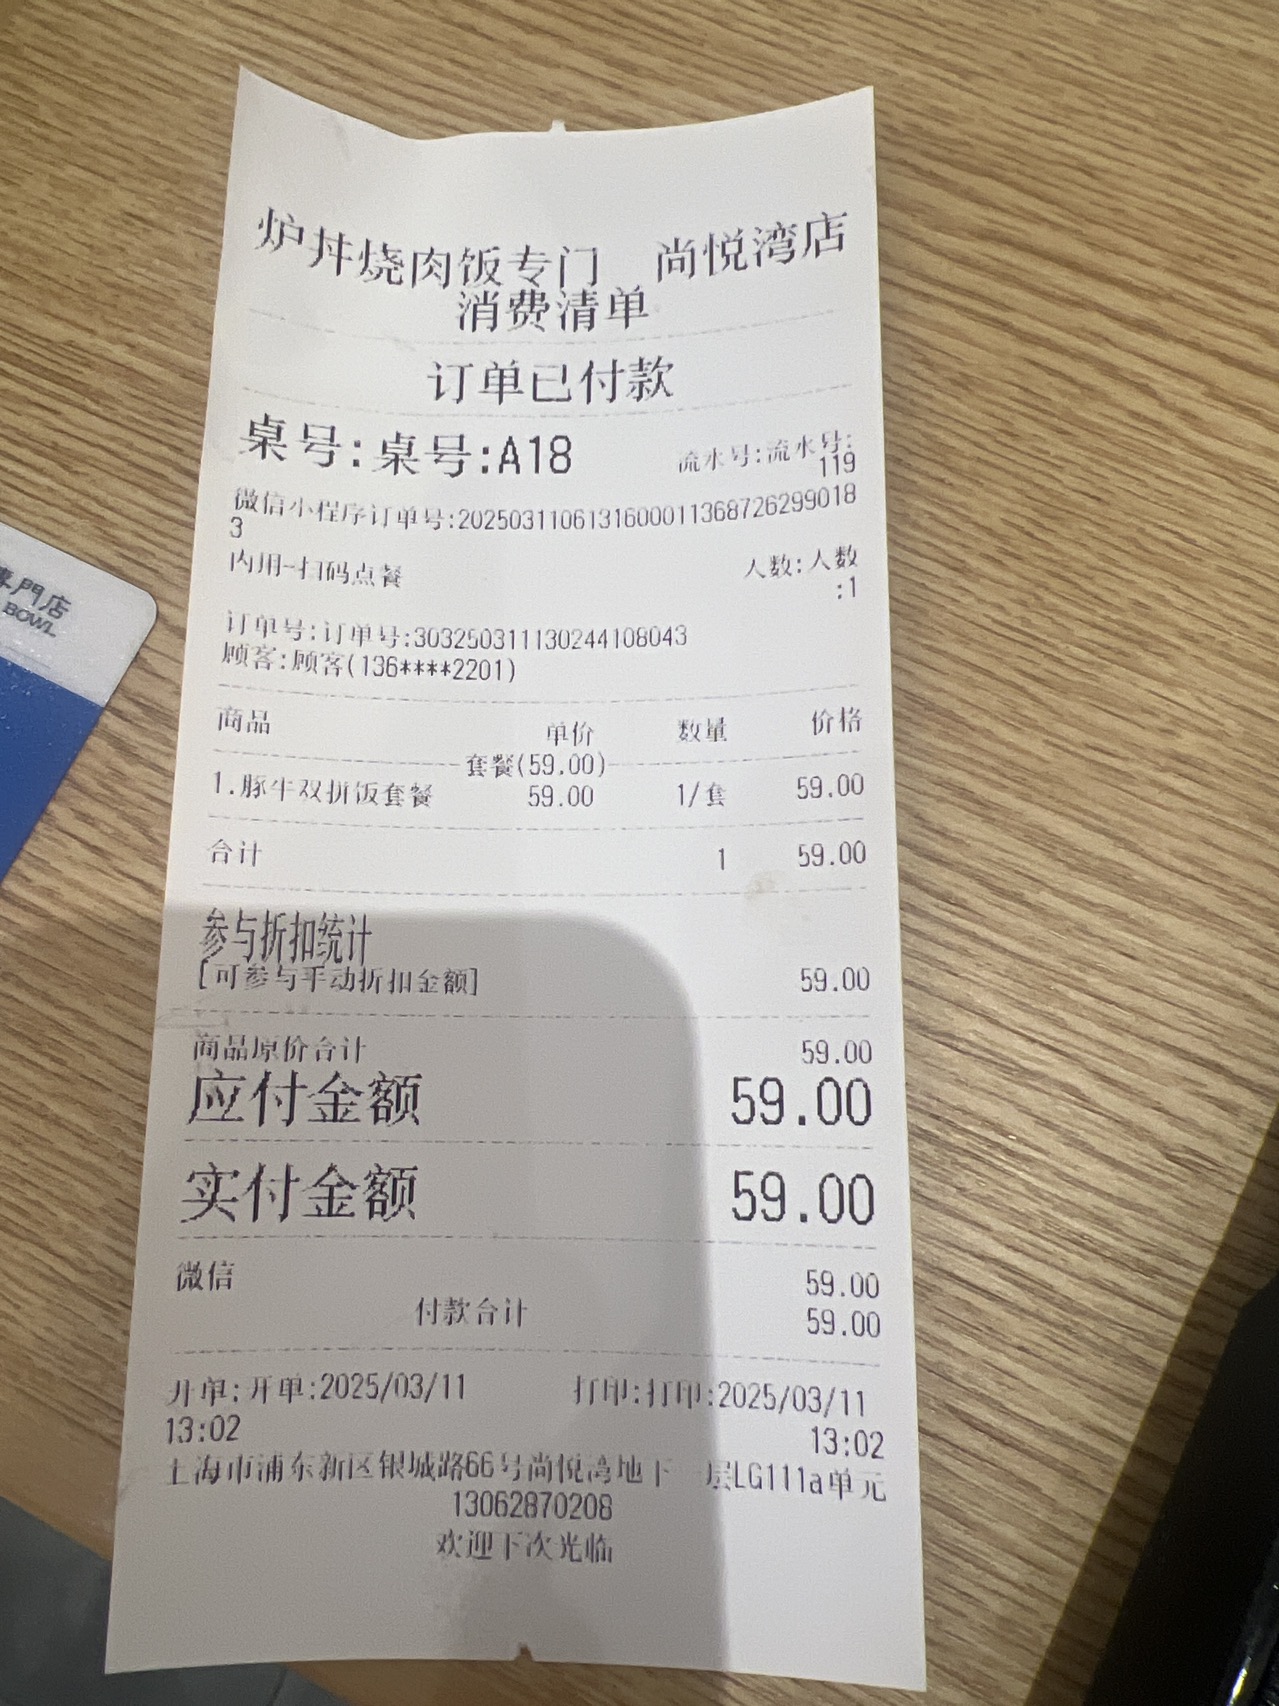 炉丼烧肉饭专门 尚悦湾店
消费清单
订单已付款
桌号:桌号:A18 流水号:流水号:
119
微信小程序订单号:2025031106131600011368726299018
3
内用-扫码点餐 人数:人数
:1
订单号:订单号:303250311130244108043
顾客:顾客(136****2201)
商品 单价 数量 价格
套餐(59.00)
1.豚牛双拼饭套餐 59.00 1/套 59.00
合计 1 59.00
参与折扣统计
[可参与手动折扣金额] 59.00
商品原价合计 59.00
应付金额 59.00
实付金额 59.00
微信 59.00
付款合计 59.00
开单:开单:2025/03/11 打印:打印:2025/03/11
13:02 13:02
上海市浦东新区银城路66号尚悦湾地下一层LG111a单元
13062870208
欢迎下次光临
門店
BOWL